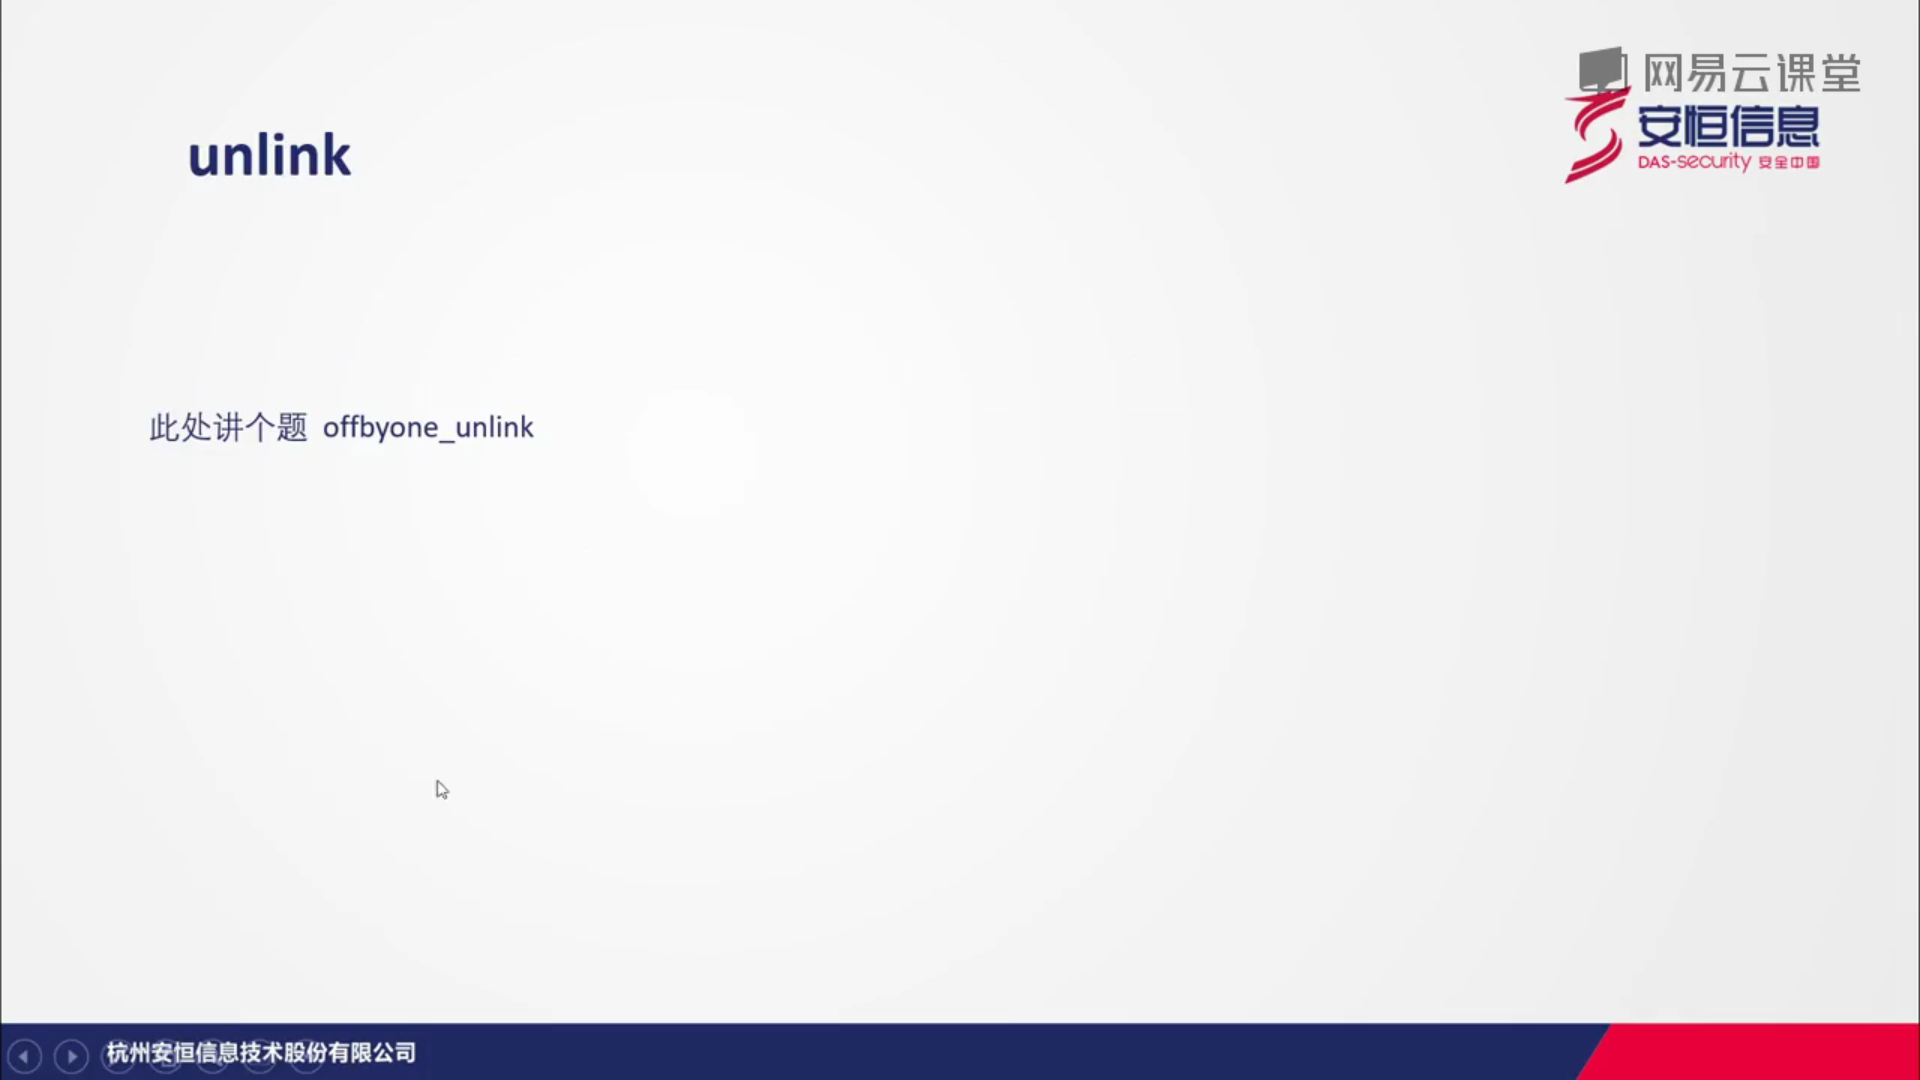 网易云课堂
安恒信息
DAS-security 安全中国
unlink
此处讲个题 offbyone_unlink
杭州安恒信息技术股份有限公司